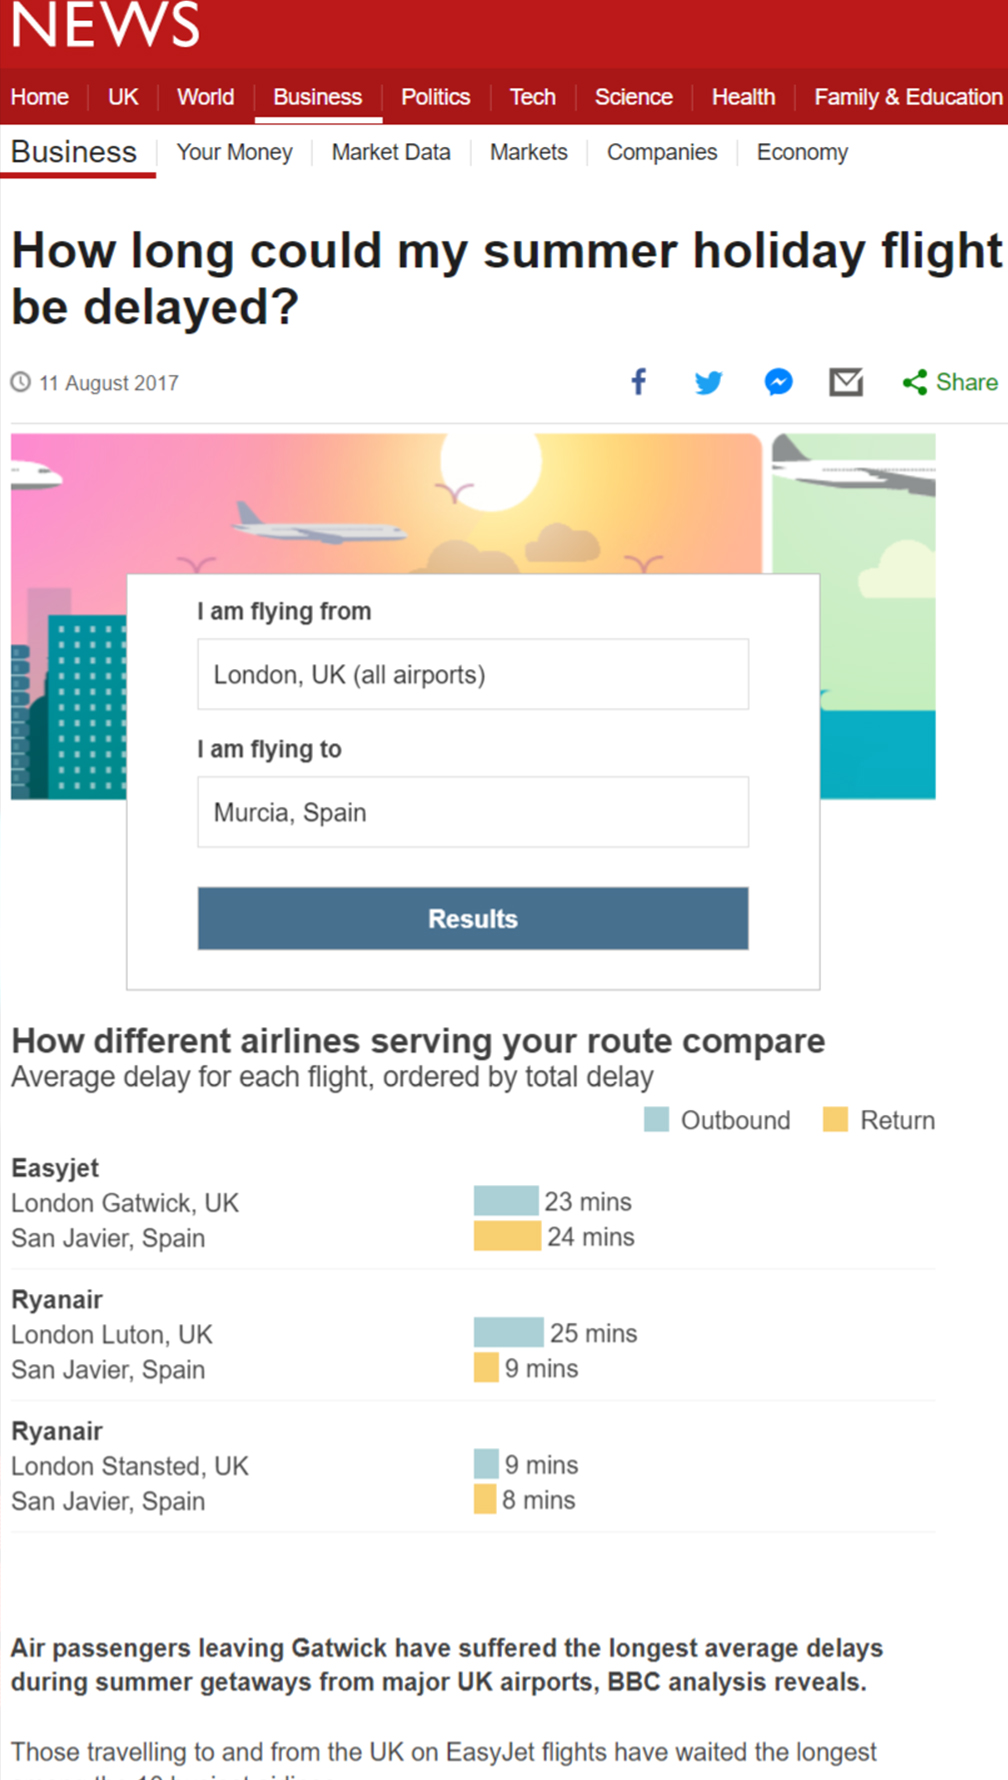 NEWS
Home UK World Business Politics Tech Science Health Family & Education
Business Your Money Market Data Markets Companies Economy
How long could my summer holiday flight
be delayed?
11 August 2017 Share
I am flying from
London, UK (all airports)
I am flying to
Murcia, Spain
Results
How different airlines serving your route compare
Average delay for each flight, ordered by total delay
Outbound Return
Easyjet
London Gatwick, UK 23 mins
San Javier, Spain 24 mins
Ryanair
London Luton, UK 25 mins
San Javier, Spain 9 mins
Ryanair
London Stansted, UK 9 mins
San Javier, Spain 8 mins
Air passengers leaving Gatwick have suffered the longest average delays
during summer getaways from major UK airports, BBC analysis reveals.
Those travelling to and from the UK on EasyJet flights have waited the longest